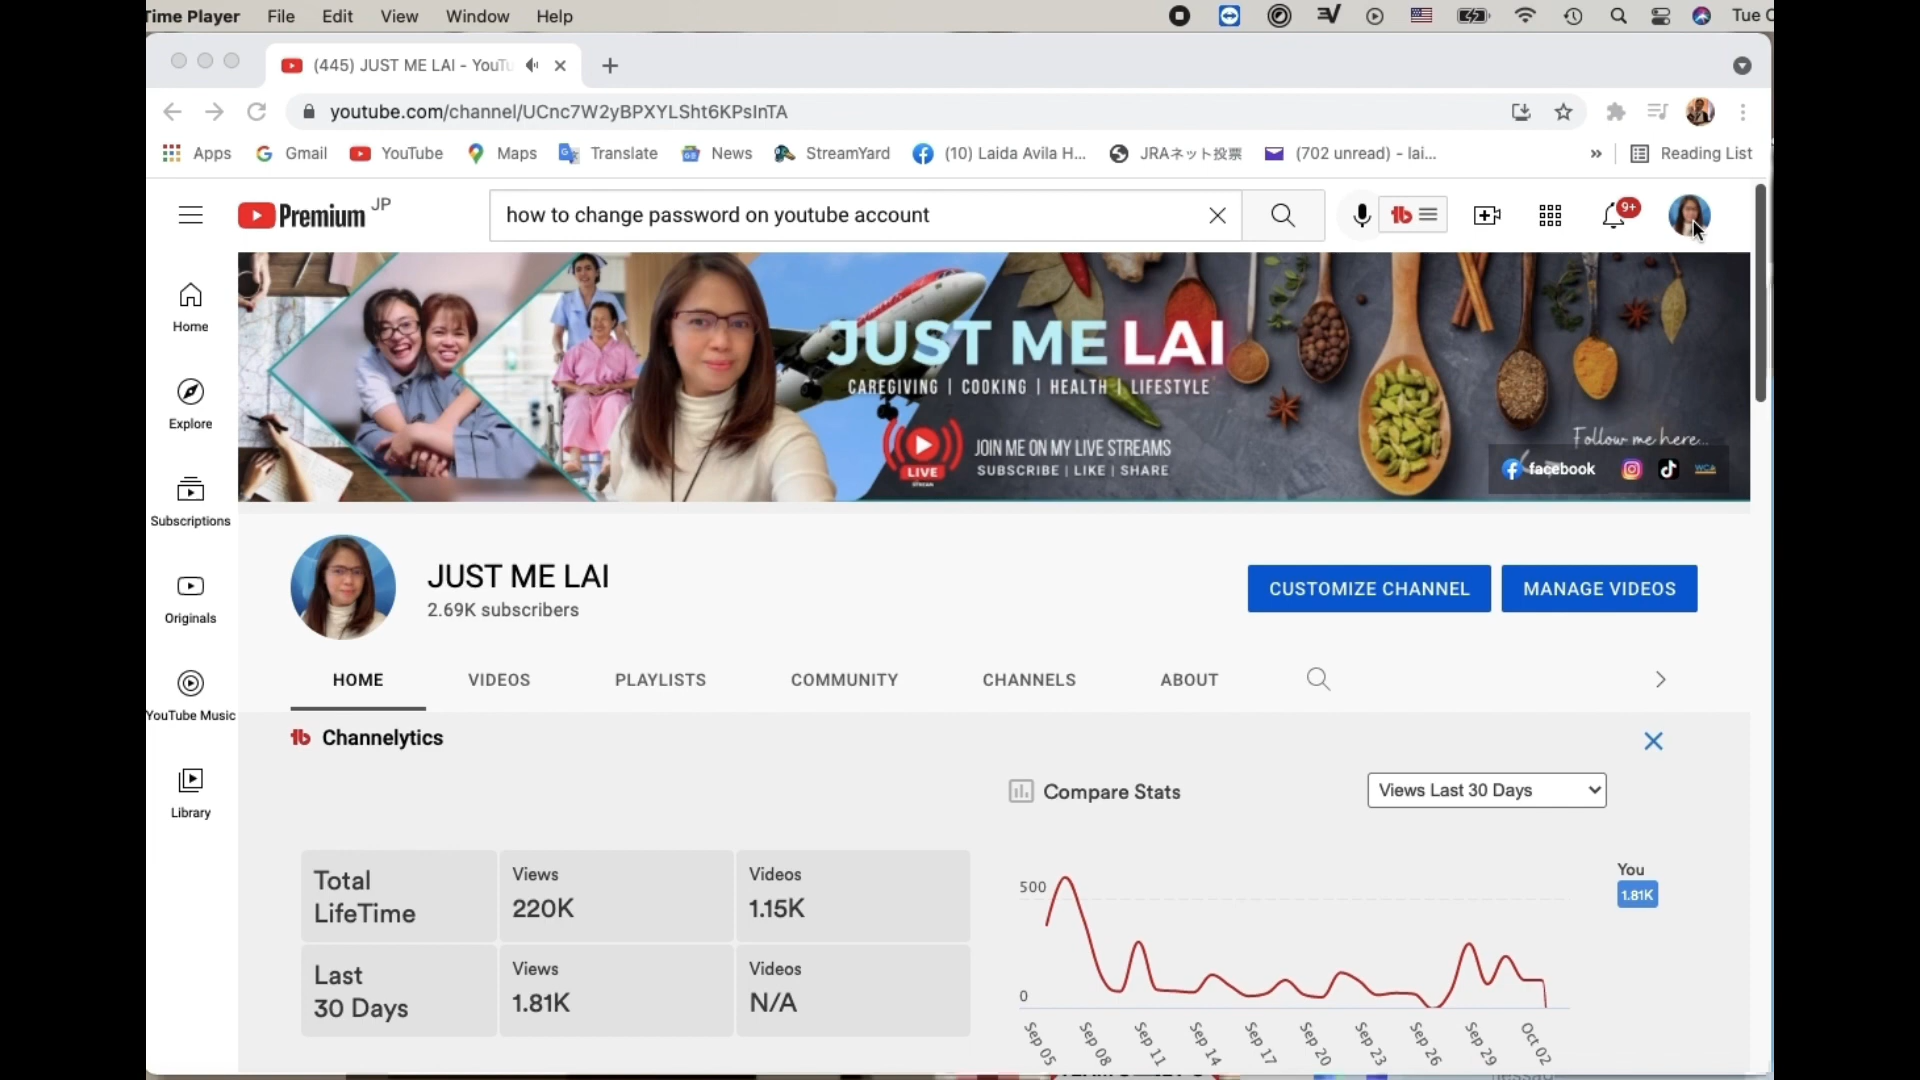 Time Player File Edit View Window Help Tue
(445) JUST ME LAI - YouTu
youtube.com/channel/UCnc7W2yBPXYLSht6KPsInTA
Apps Gmail YouTube Maps Translate News StreamYard (10) Laida Avila H... JRAネット投票 (702 unread) - lai... » Reading List
Premium JP
how to change password on youtube account
9+
Home
Explore
Subscriptions
Originals
YouTube Music
Library
JUST ME LAI
CAREGIVING | COOKING | HEALTH | LIFESTYLE
LIVE
STREAM
JOIN ME ON MY LIVE STREAMS
SUBSCRIBE | LIKE | SHARE
Follow me here...
facebook
WCA
JUST ME LAI
2.69K subscribers
CUSTOMIZE CHANNEL MANAGE VIDEOS
HOME VIDEOS PLAYLISTS COMMUNITY CHANNELS ABOUT
Channelytics
Compare Stats
Views Last 30 Days
Total
LifeTime
Views
220K
Videos
1.15K
Last
30 Days
Views
1.81K
Videos
N/A
500
0
You
1.81K
Sep 05 Sep 08 Sep 11 Sep 14 Sep 17 Sep 20 Sep 23 Sep 26 Sep 29 Oct 02